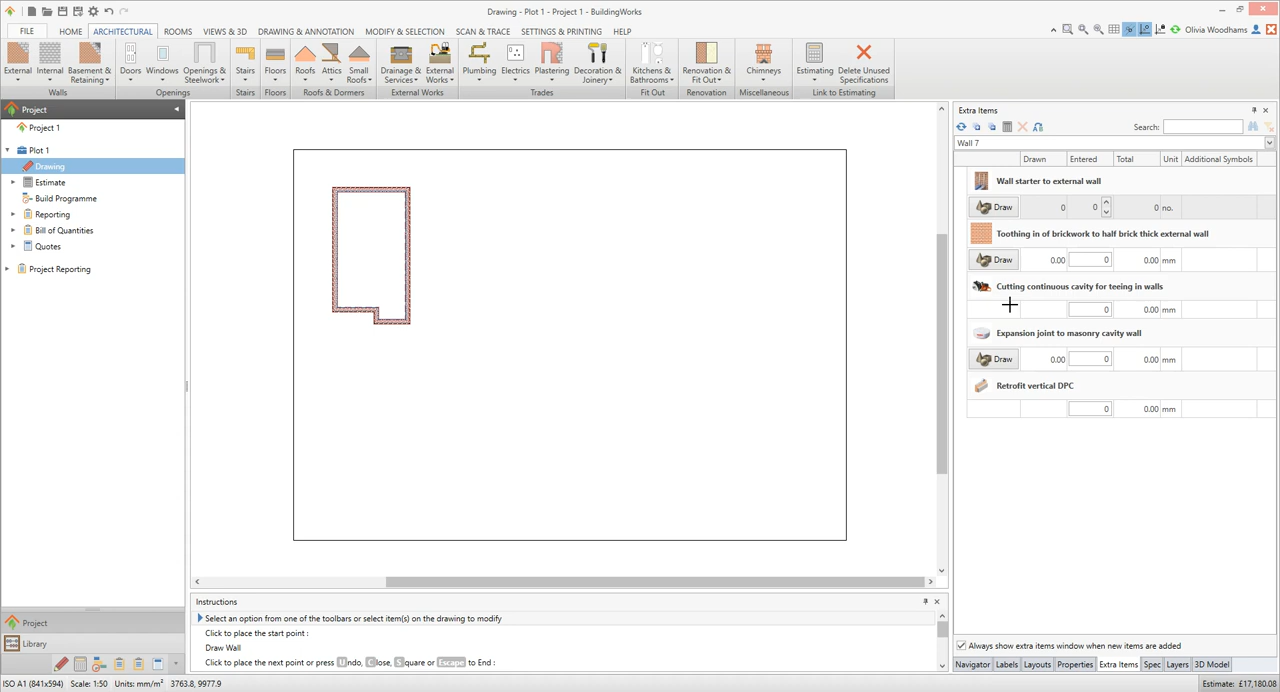 Drawing - Plot 1 - Project 1 - BuildingWorks
FILE HOME ARCHITECTURAL ROOMS VIEWS & 3D DRAWING & ANNOTATION MODIFY & SELECTION SCAN & TRACE SETTING & PRINTING HELP
Olivia Woodhams
External Internal Basement & Retaining Doors Windows Openings & Steelwork Stairs Floors Roofs Attics Small Roofs Drainage & Services External Works Plumbing Electrics Plastering Decoration & Joinery Kitchens & Bathrooms Renovation & Fit Out Chimneys Estimating Delete Unused Specifications
Walls Openings Stairs Floors Roofs & Dormers External Works Trades Fit Out Renovation Miscellaneous Link to Estimating
Project
Project 1
Plot 1
Drawing
Estimate
Build Programme
Reporting
Bill of Quantities
Quotes
Project Reporting
Project
Library
Instructions
Select an option from one of the toolbars or select item(s) on the drawing to modify
Click to place the start point :
Draw Wall
Click to place the next point or press Undo, Close, Square or Escape to End :
Extra Items
Search:
Wall 7
Drawn Entered Total Unit Additional Symbols
Wall starter to external wall
Draw 0 0 0 no.
Toothing in of brickwork to half brick thick external wall
Draw 0.00 0 0.00 mm
Cutting continuous cavity for teeing in walls
0 0.00 mm
Expansion joint to masonry cavity wall
Draw 0.00 0 0.00 mm
Retrofit vertical DPC
0 0.00 mm
Always show extra items window when new items are added
Navigator Labels Layouts Properties Extra Items Spec Layers 3D Model
ISO A1 (841x594) Scale: 1:50 Units: mm/m² 3763.8, 9977.9
Estimate: £17,180.08